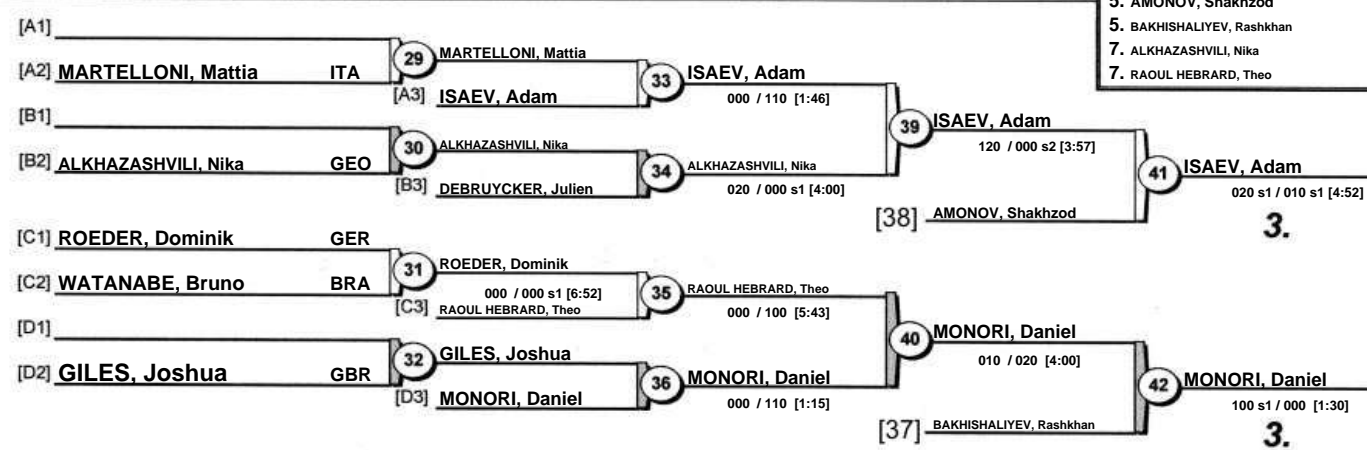 5. AMONOV, Shakhzod
5. BAKHISHALIYEV, Rashkhan
7. ALKHAZASHVILI, Nika
7. RAOUL HEBRARD, Theo
[A1]
[A2] MARTELLONI, Mattia ITA
29
MARTELLONI, Mattia
[A3] ISAEV, Adam
33
ISAEV, Adam
000 / 110 [1:46]
[B1]
[B2] ALKHAZASHVILI, Nika GEO
30
ALKHAZASHVILI, Nika
[B3] DEBRUYCKER, Julien
34
ALKHAZASHVILI, Nika
020 / 000 s1 [4:00]
39
ISAEV, Adam
120 / 000 s2 [3:57]
[38] AMONOV, Shakhzod
41
ISAEV, Adam
020 s1 / 010 s1 [4:52]
3.
[C1] ROEDER, Dominik GER
[C2] WATANABE, Bruno BRA
31
ROEDER, Dominik
000 / 000 s1 [6:52]
[C3] RAOUL HEBRARD, Theo
35
RAOUL HEBRARD, Theo
000 / 100 [5:43]
[D1]
[D2] GILES, Joshua GBR
32
GILES, Joshua
[D3] MONORI, Daniel
36
MONORI, Daniel
000 / 110 [1:15]
40
MONORI, Daniel
010 / 020 [4:00]
[37] BAKHISHALIYEV, Rashkhan
42
MONORI, Daniel
100 s1 / 000 [1:30]
3.